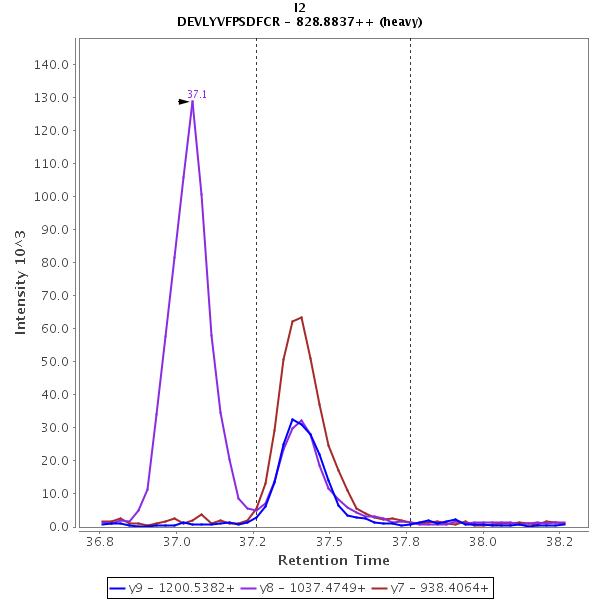 I2
DEVLYVFPSDFCR - 828.8837++ (heavy)
Intensity 10^3
140.0
130.0
120.0
110.0
100.0
90.0
80.0
70.0
60.0
50.0
40.0
30.0
20.0
10.0
0.0
37.1
36.8 37.0 37.2 37.5 37.8 38.0 38.2
Retention Time
y9 - 1200.5382+ y8 - 1037.4749+ y7 - 938.4064+